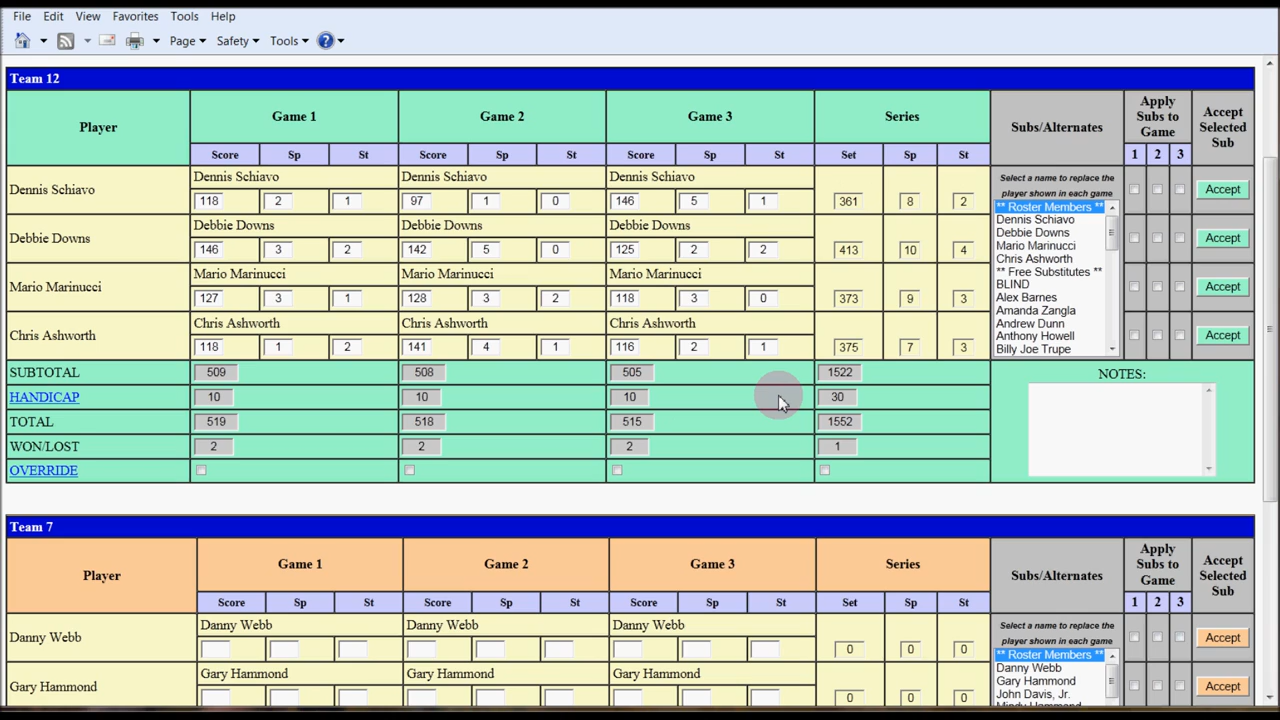 File Edit View Favorites Tools Help
Page Safety Tools
Team 12
Player Game 1 Game 2 Game 3 Series Subs/Alternates Apply Subs to Game Accept Selected Sub
Score Sp St Score Sp St Score Sp St Set Sp St 1 2 3
Dennis Schiavo Dennis Schiavo Dennis Schiavo Dennis Schiavo
118 2 1 97 1 0 146 5 1 361 8 2 Accept
Debbie Downs Debbie Downs Debbie Downs Debbie Downs
146 3 2 142 5 0 125 2 2 413 10 4 Accept
Mario Marinucci Mario Marinucci Mario Marinucci Mario Marinucci
127 3 1 128 3 2 118 3 0 373 9 3 Accept
Chris Ashworth Chris Ashworth Chris Ashworth Chris Ashworth
118 1 2 141 4 1 116 2 1 375 7 3 Accept
Select a name to replace the
player shown in each game
** Roster Members **
Dennis Schiavo
Debbie Downs
Mario Marinucci
Chris Ashworth
** Free Substitutes **
BLIND
Alex Barnes
Amanda Zangla
Andrew Dunn
Anthony Howell
Billy Joe Trupe
SUBTOTAL 509 508 505 1522 NOTES:
HANDICAP 10 10 10 30
TOTAL 519 518 515 1552
WON/LOST 2 2 2 1
OVERRIDE
Team 7
Player Game 1 Game 2 Game 3 Series Subs/Alternates Apply Subs to Game Accept Selected Sub
Score Sp St Score Sp St Score Sp St Set Sp St 1 2 3
Danny Webb Danny Webb Danny Webb Danny Webb
0 0 0 Accept
Gary Hammond Gary Hammond Gary Hammond Gary Hammond
0 0 0 Accept
Select a name to replace the
player shown in each game
** Roster Members **
Danny Webb
Gary Hammond
John Davis, Jr.
Mindy Hammond